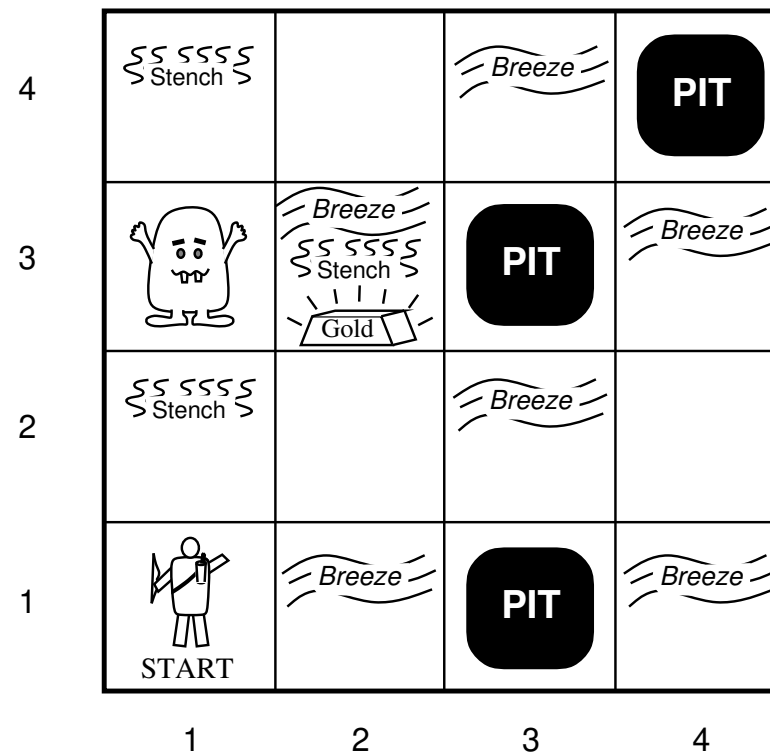 4
Stench
Breeze
PIT
3
Breeze
Stench
Gold
PIT
Breeze
2
Stench
Breeze
1
START
Breeze
PIT
Breeze
1 2 3 4